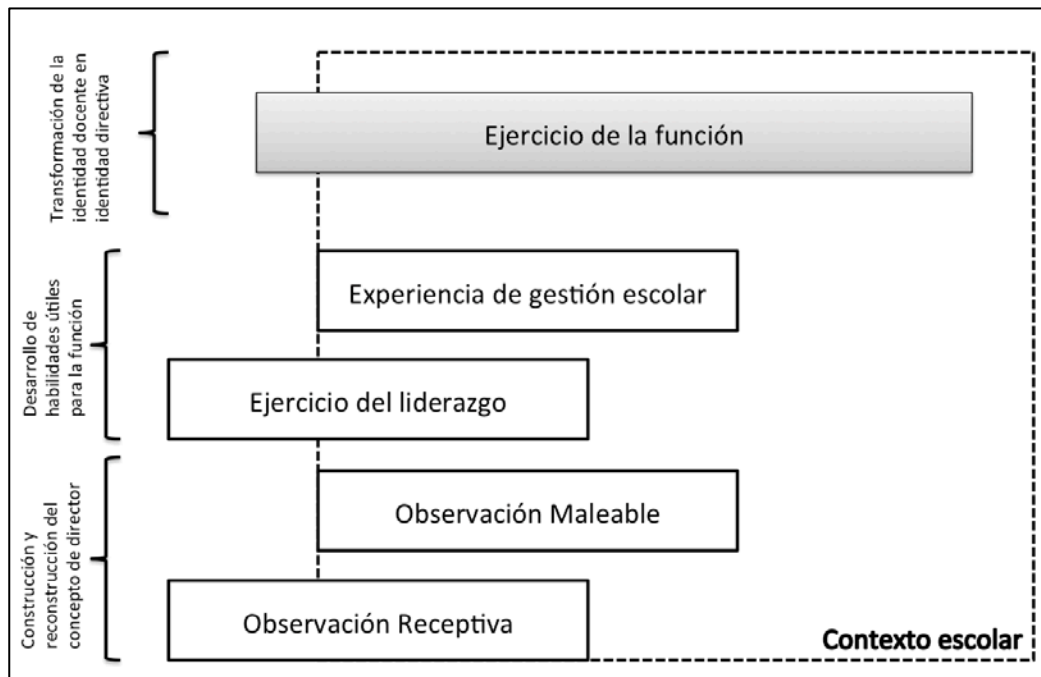 Transformación de la
identidad docente en
identidad directiva
Ejercicio de la función
Desarrollo de
habilidades útiles
para la función
Experiencia de gestión escolar
Ejercicio del liderazgo
Construcción y
reconstrucción del
concepto de director
Observación Maleable
Observación Receptiva
Contexto escolar